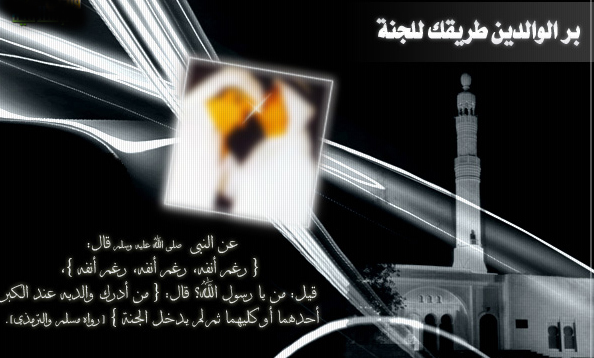 بر الوالدين طريقك للجنة
عن النبي صلى الله عليه وسلم قال:
{ رغم أنفه، رغم أنفه، رغم أنفه }،
قيل: من يا رسول الله؟ قال: { من أدرك والديه عند الكبر
أحدهما أو كليهما ثم لم يدخل الجنة } [رواه مسلم والترمذي].